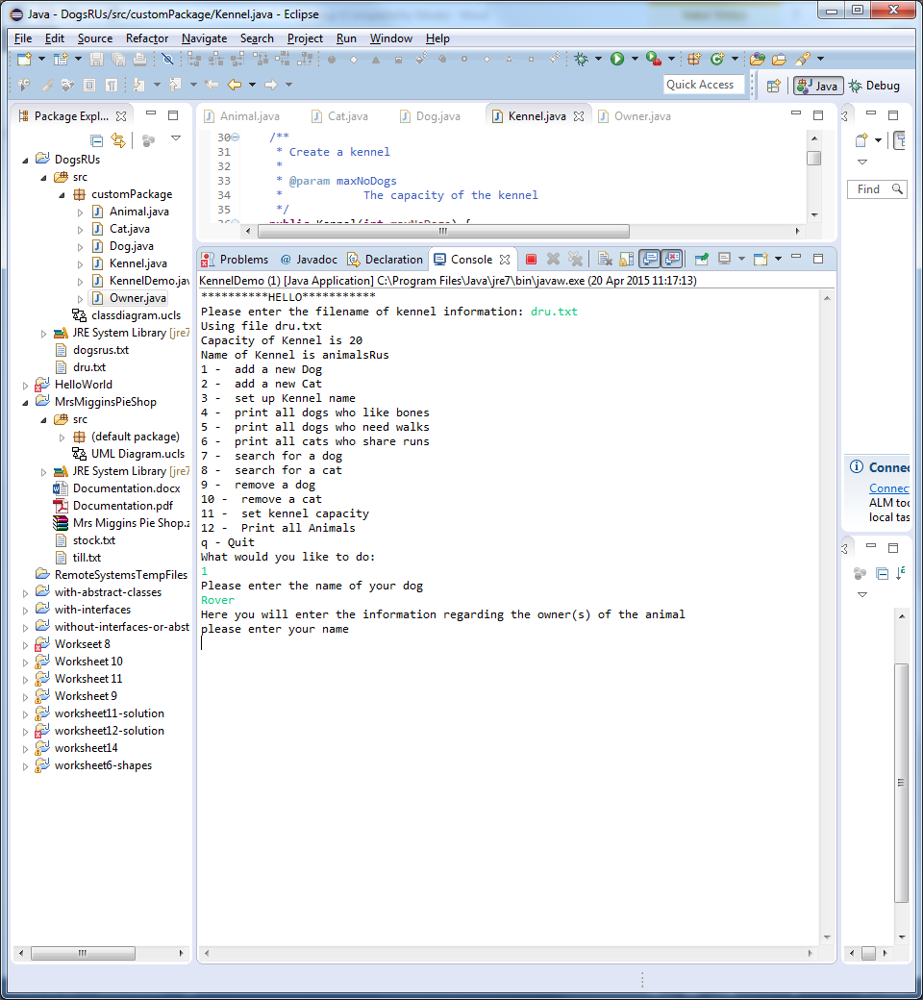 Java - DogsRUs/src/customPackage/Kennel.java - Eclipse
File Edit Source Refactor Navigate Search Project Run Window Help
Quick Access
Java
Debug
Package Expl...
DogsRUs
src
customPackage
Animal.java
Cat.java
Dog.java
Kennel.java
KennelDemo.jav
Owner.java
classdiagram.ucls
JRE System Library [jre7
dogsrus.txt
dru.txt
HelloWorld
MrsMigginsPieShop
src
(default package)
UML Diagram.ucls
JRE System Library [jre7
Documentation.docx
Documentation.pdf
Mrs Miggins Pie Shop.z
stock.txt
till.txt
RemoteSystemsTempFiles
with-abstract-classes
with-interfaces
without-interfaces-or-abst
Workseet 8
Worksheet 10
Worksheet 11
Worksheet 9
worksheet11-solution
worksheet12-solution
worksheet14
worksheet6-shapes
Animal.java Cat.java Dog.java Kennel.java Owner.java
30 /**
31 * Create a kennel
32 *
33 * @param maxNoDogs
34 * The capacity of the kennel
35 */
36 public Kennel(int maxNoDogs) {
Problems @ Javadoc Declaration Console
KennelDemo (1) [Java Application] C:\Program Files\Java\jre7\bin\javaw.exe (20 Apr 2015 11:17:13)
**********HELLO***********
Please enter the filename of kennel information: dru.txt
Using file dru.txt
Capacity of Kennel is 20
Name of Kennel is animalsRus
1 - add a new Dog
2 - add a new Cat
3 - set up Kennel name
4 - print all dogs who like bones
5 - print all dogs who need walks
6 - print all cats who share runs
7 - search for a dog
8 - search for a cat
9 - remove a dog
10 - remove a cat
11 - set kennel capacity
12 - Print all Animals
q - Quit
What would you like to do:
1
Please enter the name of your dog
Rover
Here you will enter the information regarding the owner(s) of the animal
please enter your name
Find
Connec
Connect
ALM too
local tas